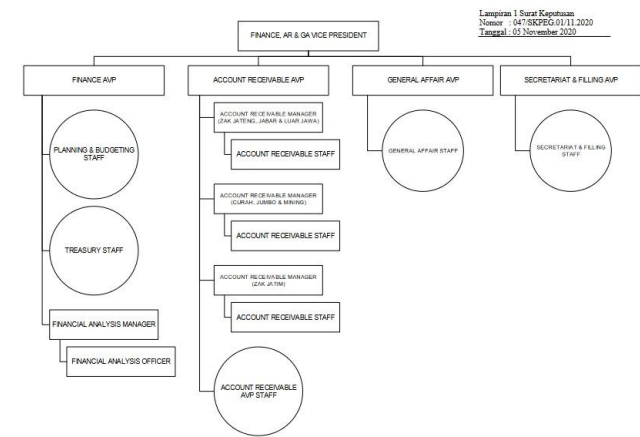 Lampiran 1 Surat Keputusan
Nomor : 047/SKPEG.01/11.2020
Tanggal : 05 November 2020
FINANCE, AR & GA VICE PRESIDENT
FINANCE AVP
ACCOUNT RECEIVABLE AVP
GENERAL AFFAIR AVP
SECRETARIAT & FILLING AVP
PLANNING & BUDGETING
STAFF
TREASURY STAFF
FINANCIAL ANALYSIS MANAGER
FINANCIAL ANALYSIS OFFICER
ACCOUNT RECEIVABLE MANAGER
(ZAK JATENG, JABAR & LUAR JAWA)
ACCOUNT RECEIVABLE STAFF
ACCOUNT RECEIVABLE MANAGER
(CURAH, JUMBO & MINING)
ACCOUNT RECEIVABLE STAFF
ACCOUNT RECEIVABLE MANAGER
(ZAK JATIM)
ACCOUNT RECEIVABLE STAFF
ACCOUNT RECEIVABLE
AVP STAFF
GENERAL AFFAIR STAFF
SECRETARIAT & FILLING
STAFF